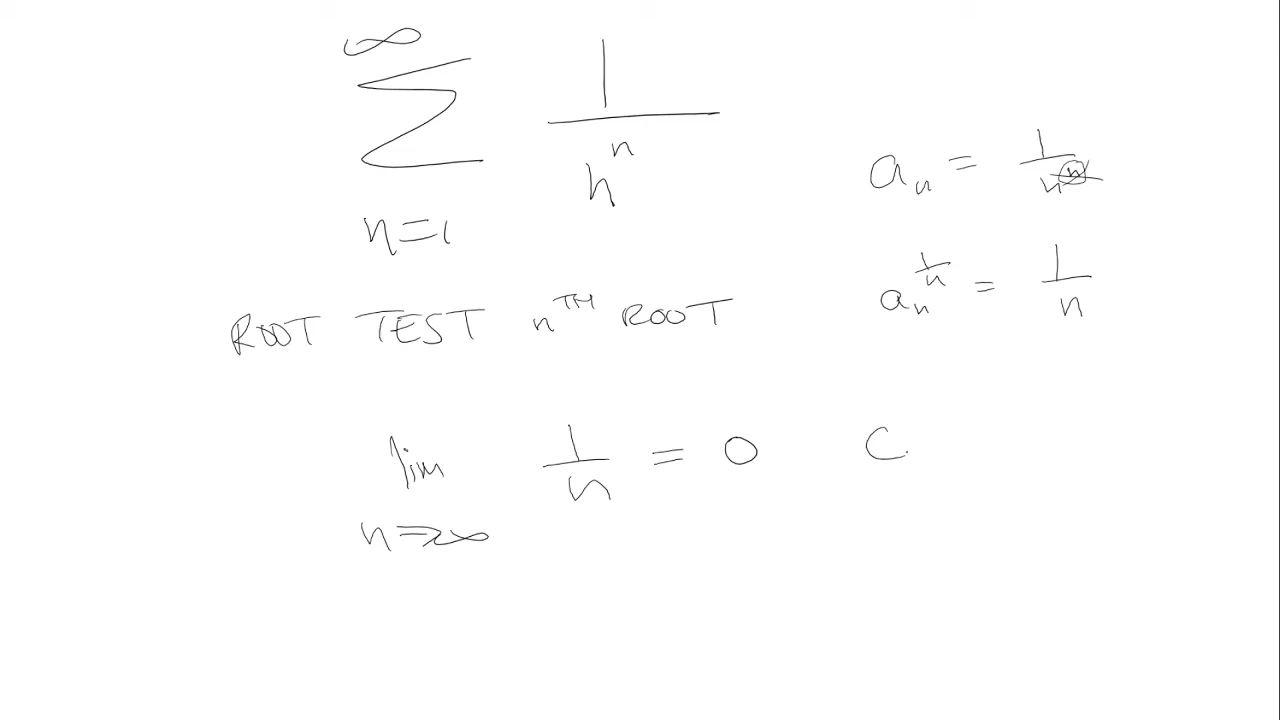 ∞
∑ 1/n^n
n=1
a_n = 1/n^n
a_n^(1/n) = 1/n
ROOT TEST n^TH ROOT
lim 1/n = 0 C
n→∞